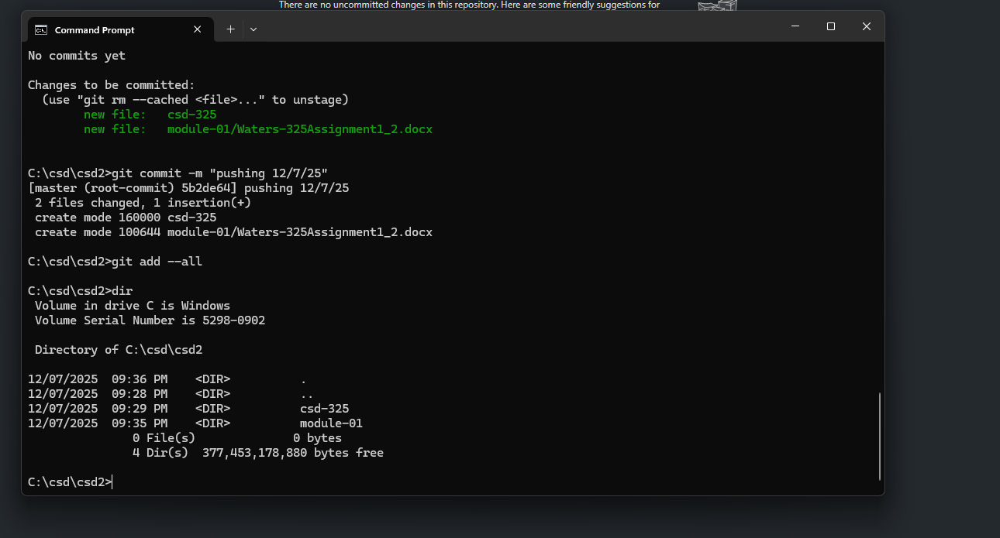 There are no uncommitted changes in this repository. Here are some friendly suggestions for
Command Prompt
No commits yet
Changes to be committed:
  (use "git rm --cached <file>..." to unstage)
        new file:   csd-325
        new file:   module-01/Waters-325Assignment1_2.docx
C:\csd\csd2>git commit -m "pushing 12/7/25"
[master (root-commit) 5b2de64] pushing 12/7/25
 2 files changed, 1 insertion(+)
 create mode 160000 csd-325
 create mode 100644 module-01/Waters-325Assignment1_2.docx
C:\csd\csd2>git add --all
C:\csd\csd2>dir
 Volume in drive C is Windows
 Volume Serial Number is 5298-0902
 Directory of C:\csd\csd2
12/07/2025  09:36 PM    <DIR>          .
12/07/2025  09:28 PM    <DIR>          ..
12/07/2025  09:29 PM    <DIR>          csd-325
12/07/2025  09:35 PM    <DIR>          module-01
               0 File(s)              0 bytes
               4 Dir(s)  377,453,178,880 bytes free
C:\csd\csd2>